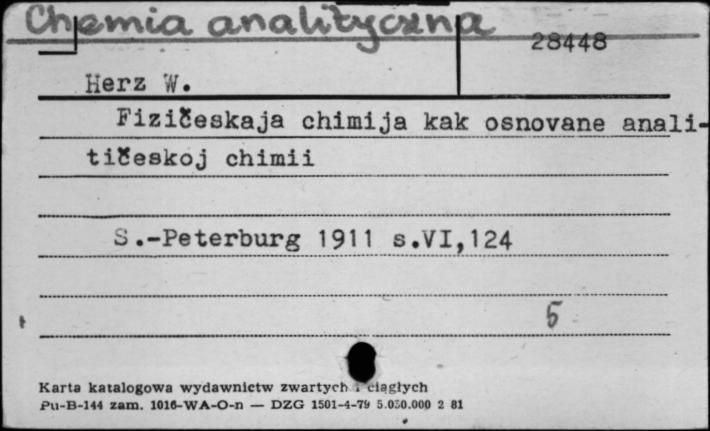 Chemia analityczna
28448
Herz W.
Fizičeskaja chimija kak osnovane anali-
tičeskoj chimii
S.-Peterburg 1911 s.VI,124
5
Karta katalogowa wydawnictw zwartych i ciągłych
Pu-B-144 zam. 1016-WA-O-n — DZG 1501-4-79 5.050.000 2 81